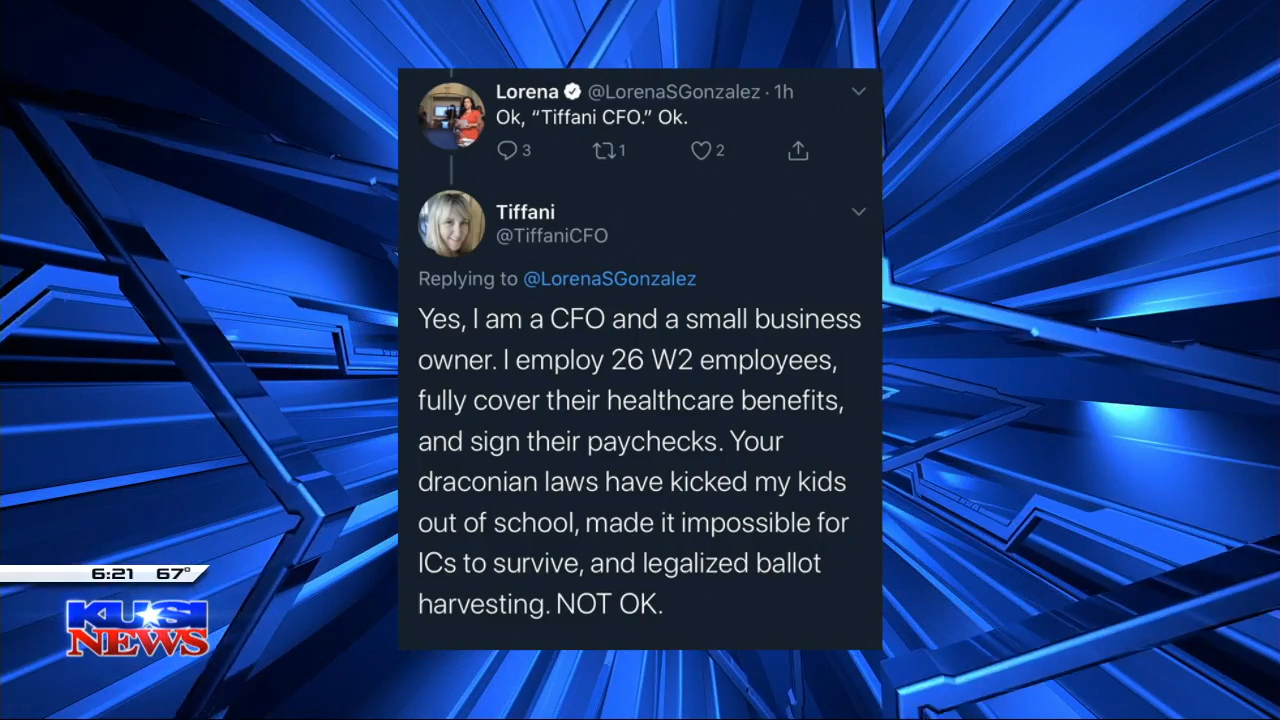 Lorena @LorenaSGonzalez · 1h
Ok, “Tiffani CFO.” Ok.
3 1 2
Tiffani
@TiffaniCFO
Replying to @LorenaSGonzalez
Yes, I am a CFO and a small business
owner. I employ 26 W2 employees,
fully cover their healthcare benefits,
and sign their paychecks. Your
draconian laws have kicked my kids
out of school, made it impossible for
ICs to survive, and legalized ballot
harvesting. NOT OK.
6:21 67°
KUSI
NEWS